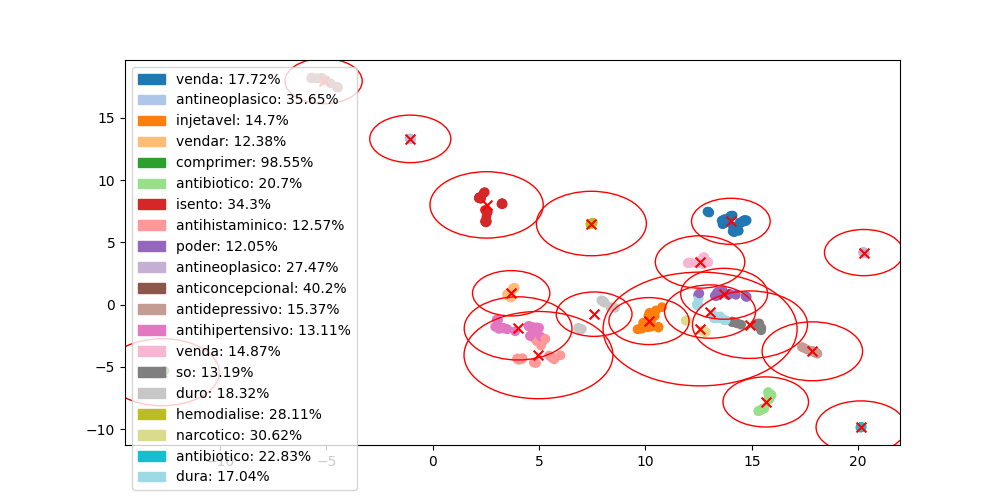 venda: 17.72%
antineoplasico: 35.65%
injetavel: 14.7%
vendar: 12.38%
comprimer: 98.55%
antibiotico: 20.7%
isento: 34.3%
antihistaminico: 12.57%
poder: 12.05%
antineoplasico: 27.47%
anticoncepcional: 40.2%
antidepressivo: 15.37%
antihipertensivo: 13.11%
venda: 14.87%
so: 13.19%
duro: 18.32%
hemodialise: 28.11%
narcotico: 30.62%
antibiotico: 22.83%
dura: 17.04%
15
10
5
0
−5
−10
−10 −5 0 5 10 15 20